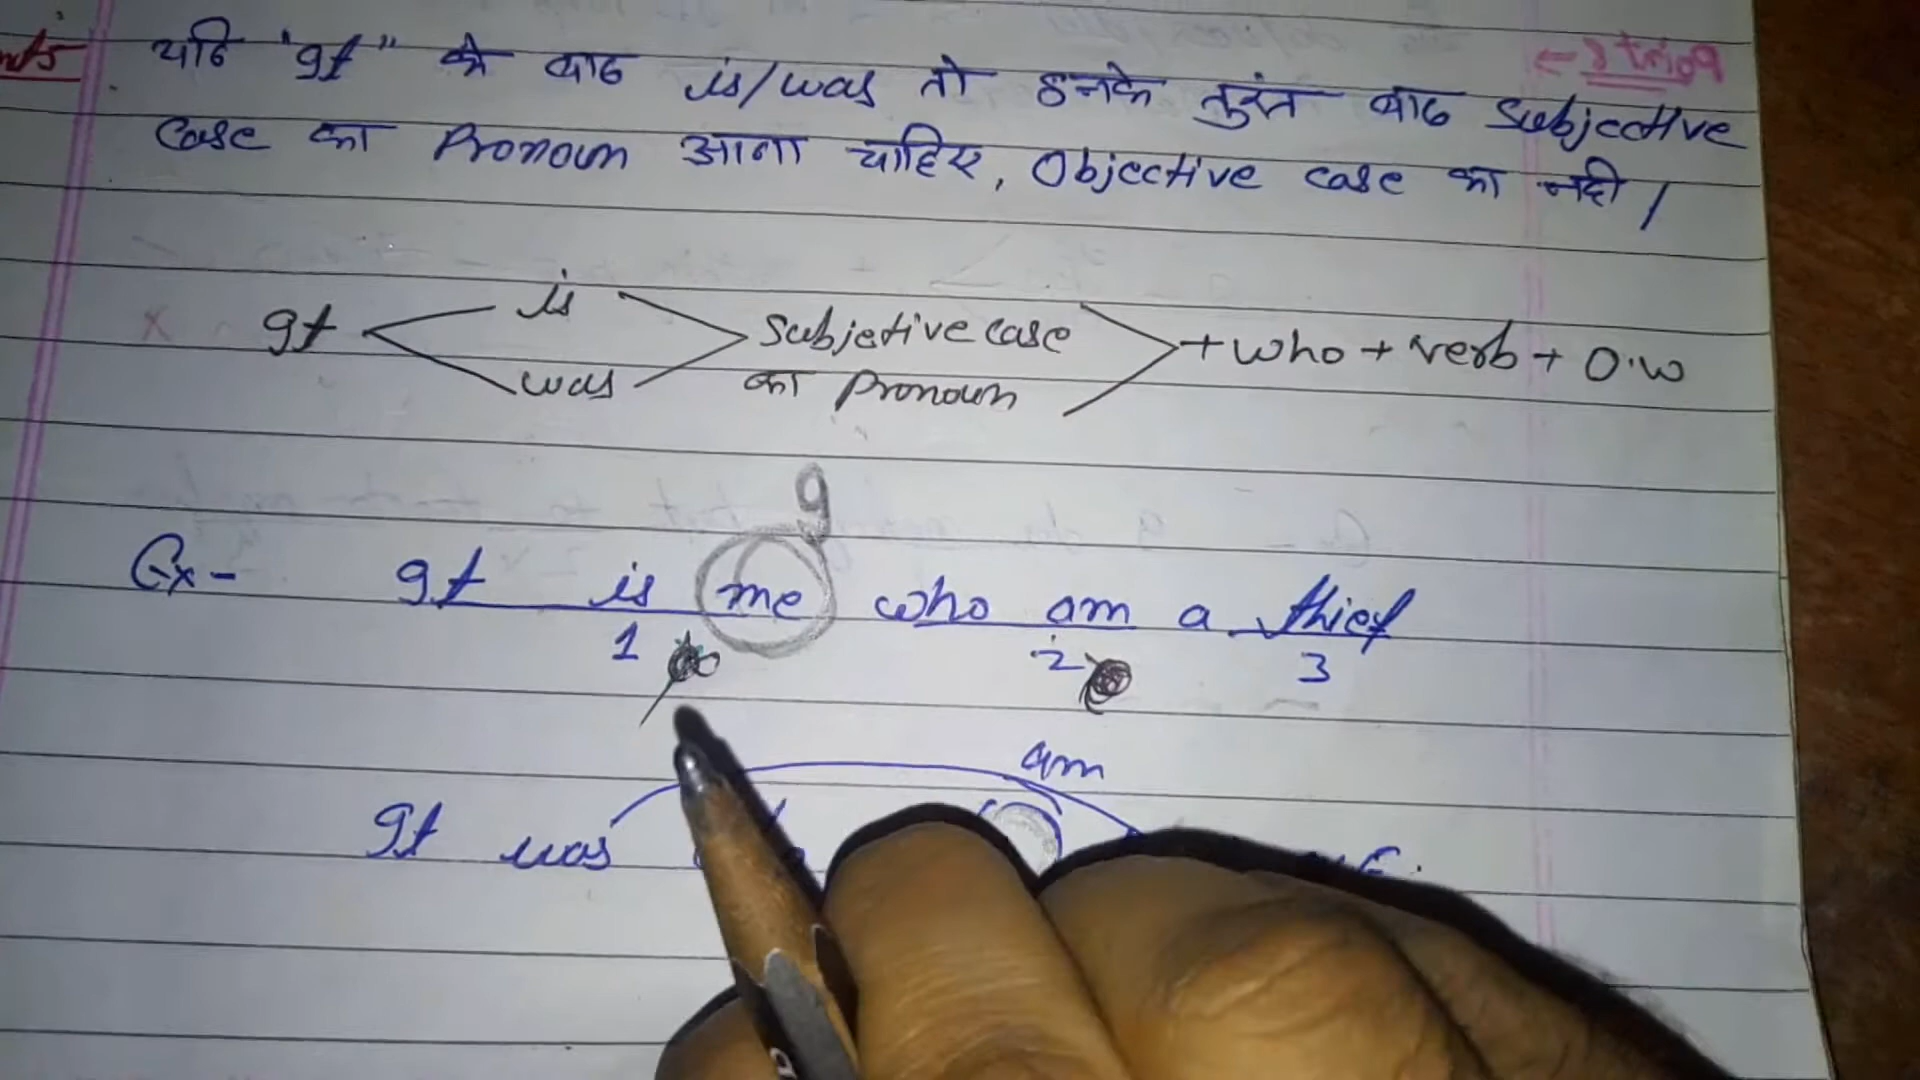 यदि "It" के बाद is/was तो इनके तुरंत बाद Subjective
Case का Pronoun आना चाहिए, Objective case का नहीं /
It is was Subjetive case का Pronoun + who + verb + O.w
I
Ex- It is me who am a thief
1 2 3
am
It was